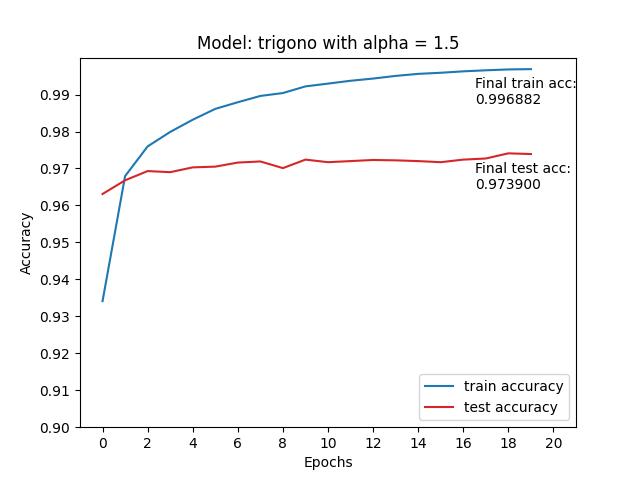 Model: trigono with alpha = 1.5
Final train acc:
0.996882
Final test acc:
0.973900
0.99
0.98
0.97
0.96
0.95
0.94
0.93
0.92
0.91
0.90
Accuracy
train accuracy
test accuracy
0 2 4 6 8 10 12 14 16 18 20
Epochs